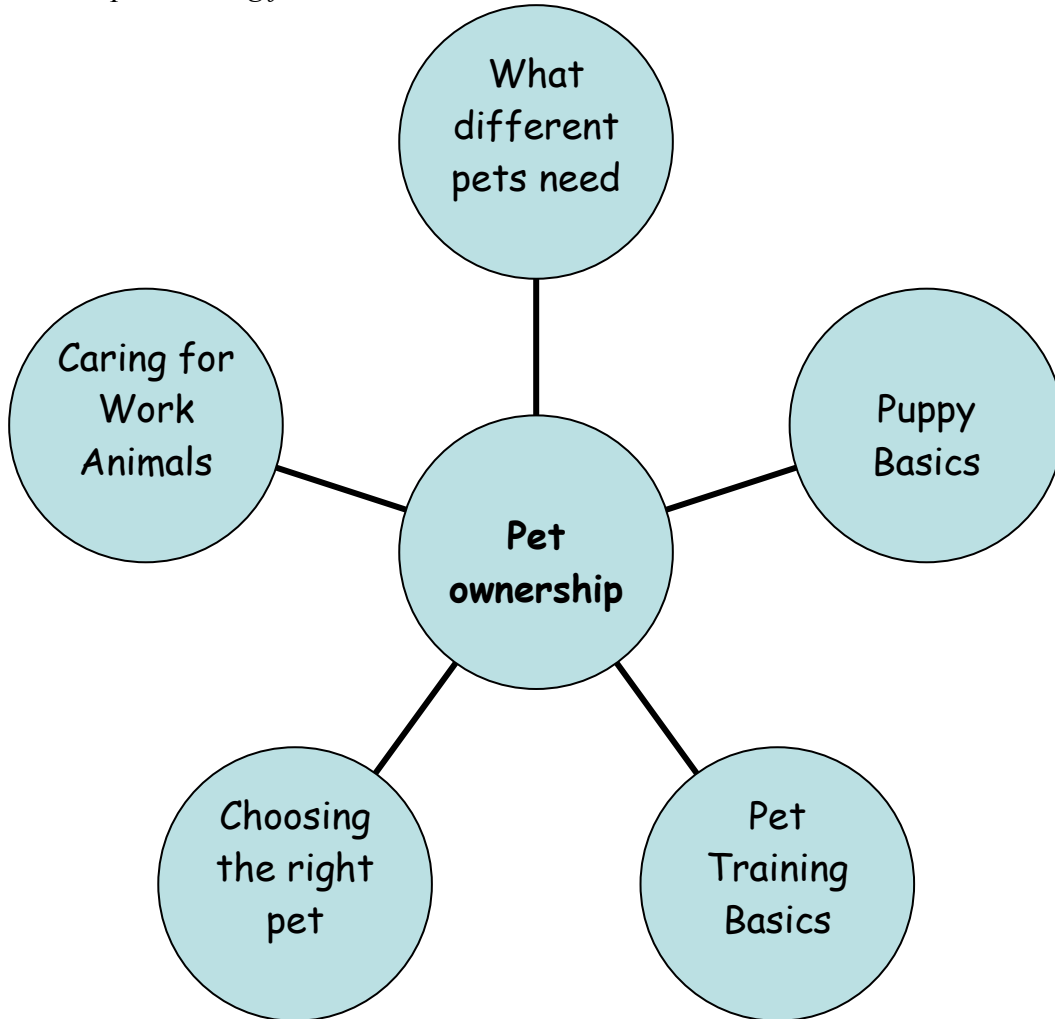 What
different
pets need
Caring for
Work
Animals
Puppy
Basics
Pet
ownership
Choosing
the right
pet
Pet
Training
Basics